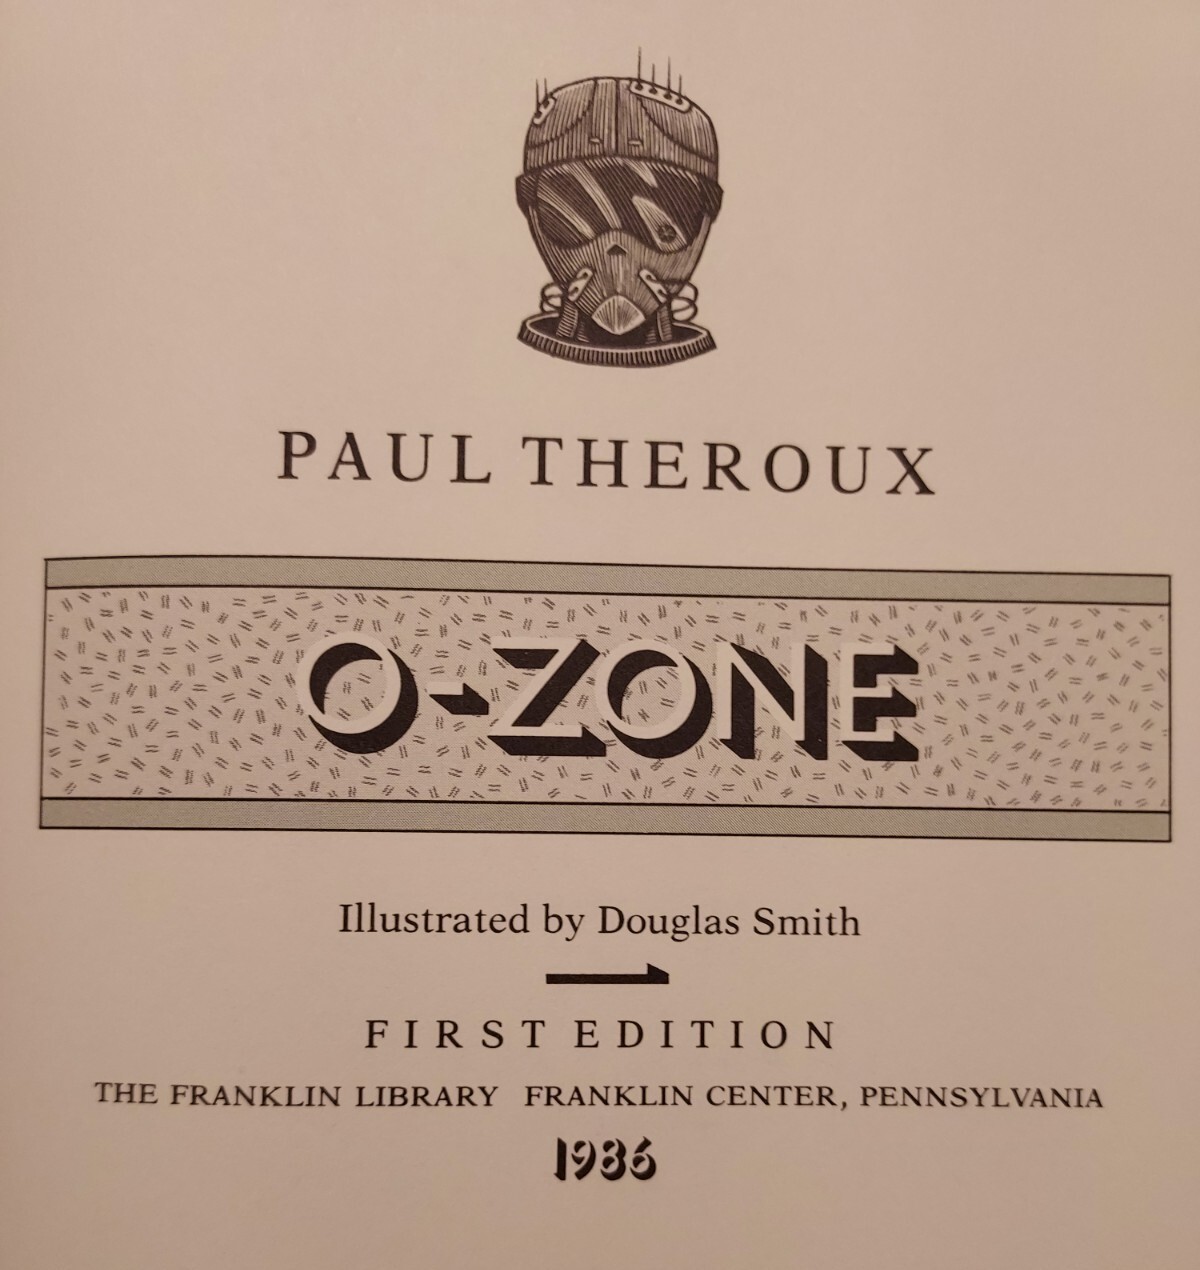 PAUL THEROUX
O-ZONE
Illustrated by Douglas Smith
FIRST EDITION
THE FRANKLIN LIBRARY FRANKLIN CENTER, PENNSYLVANIA
1986